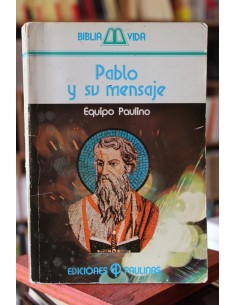 BIBLIA VIDA
Pablo
y su mensaje
Equipo Paulino
EDICIONES PAULINAS